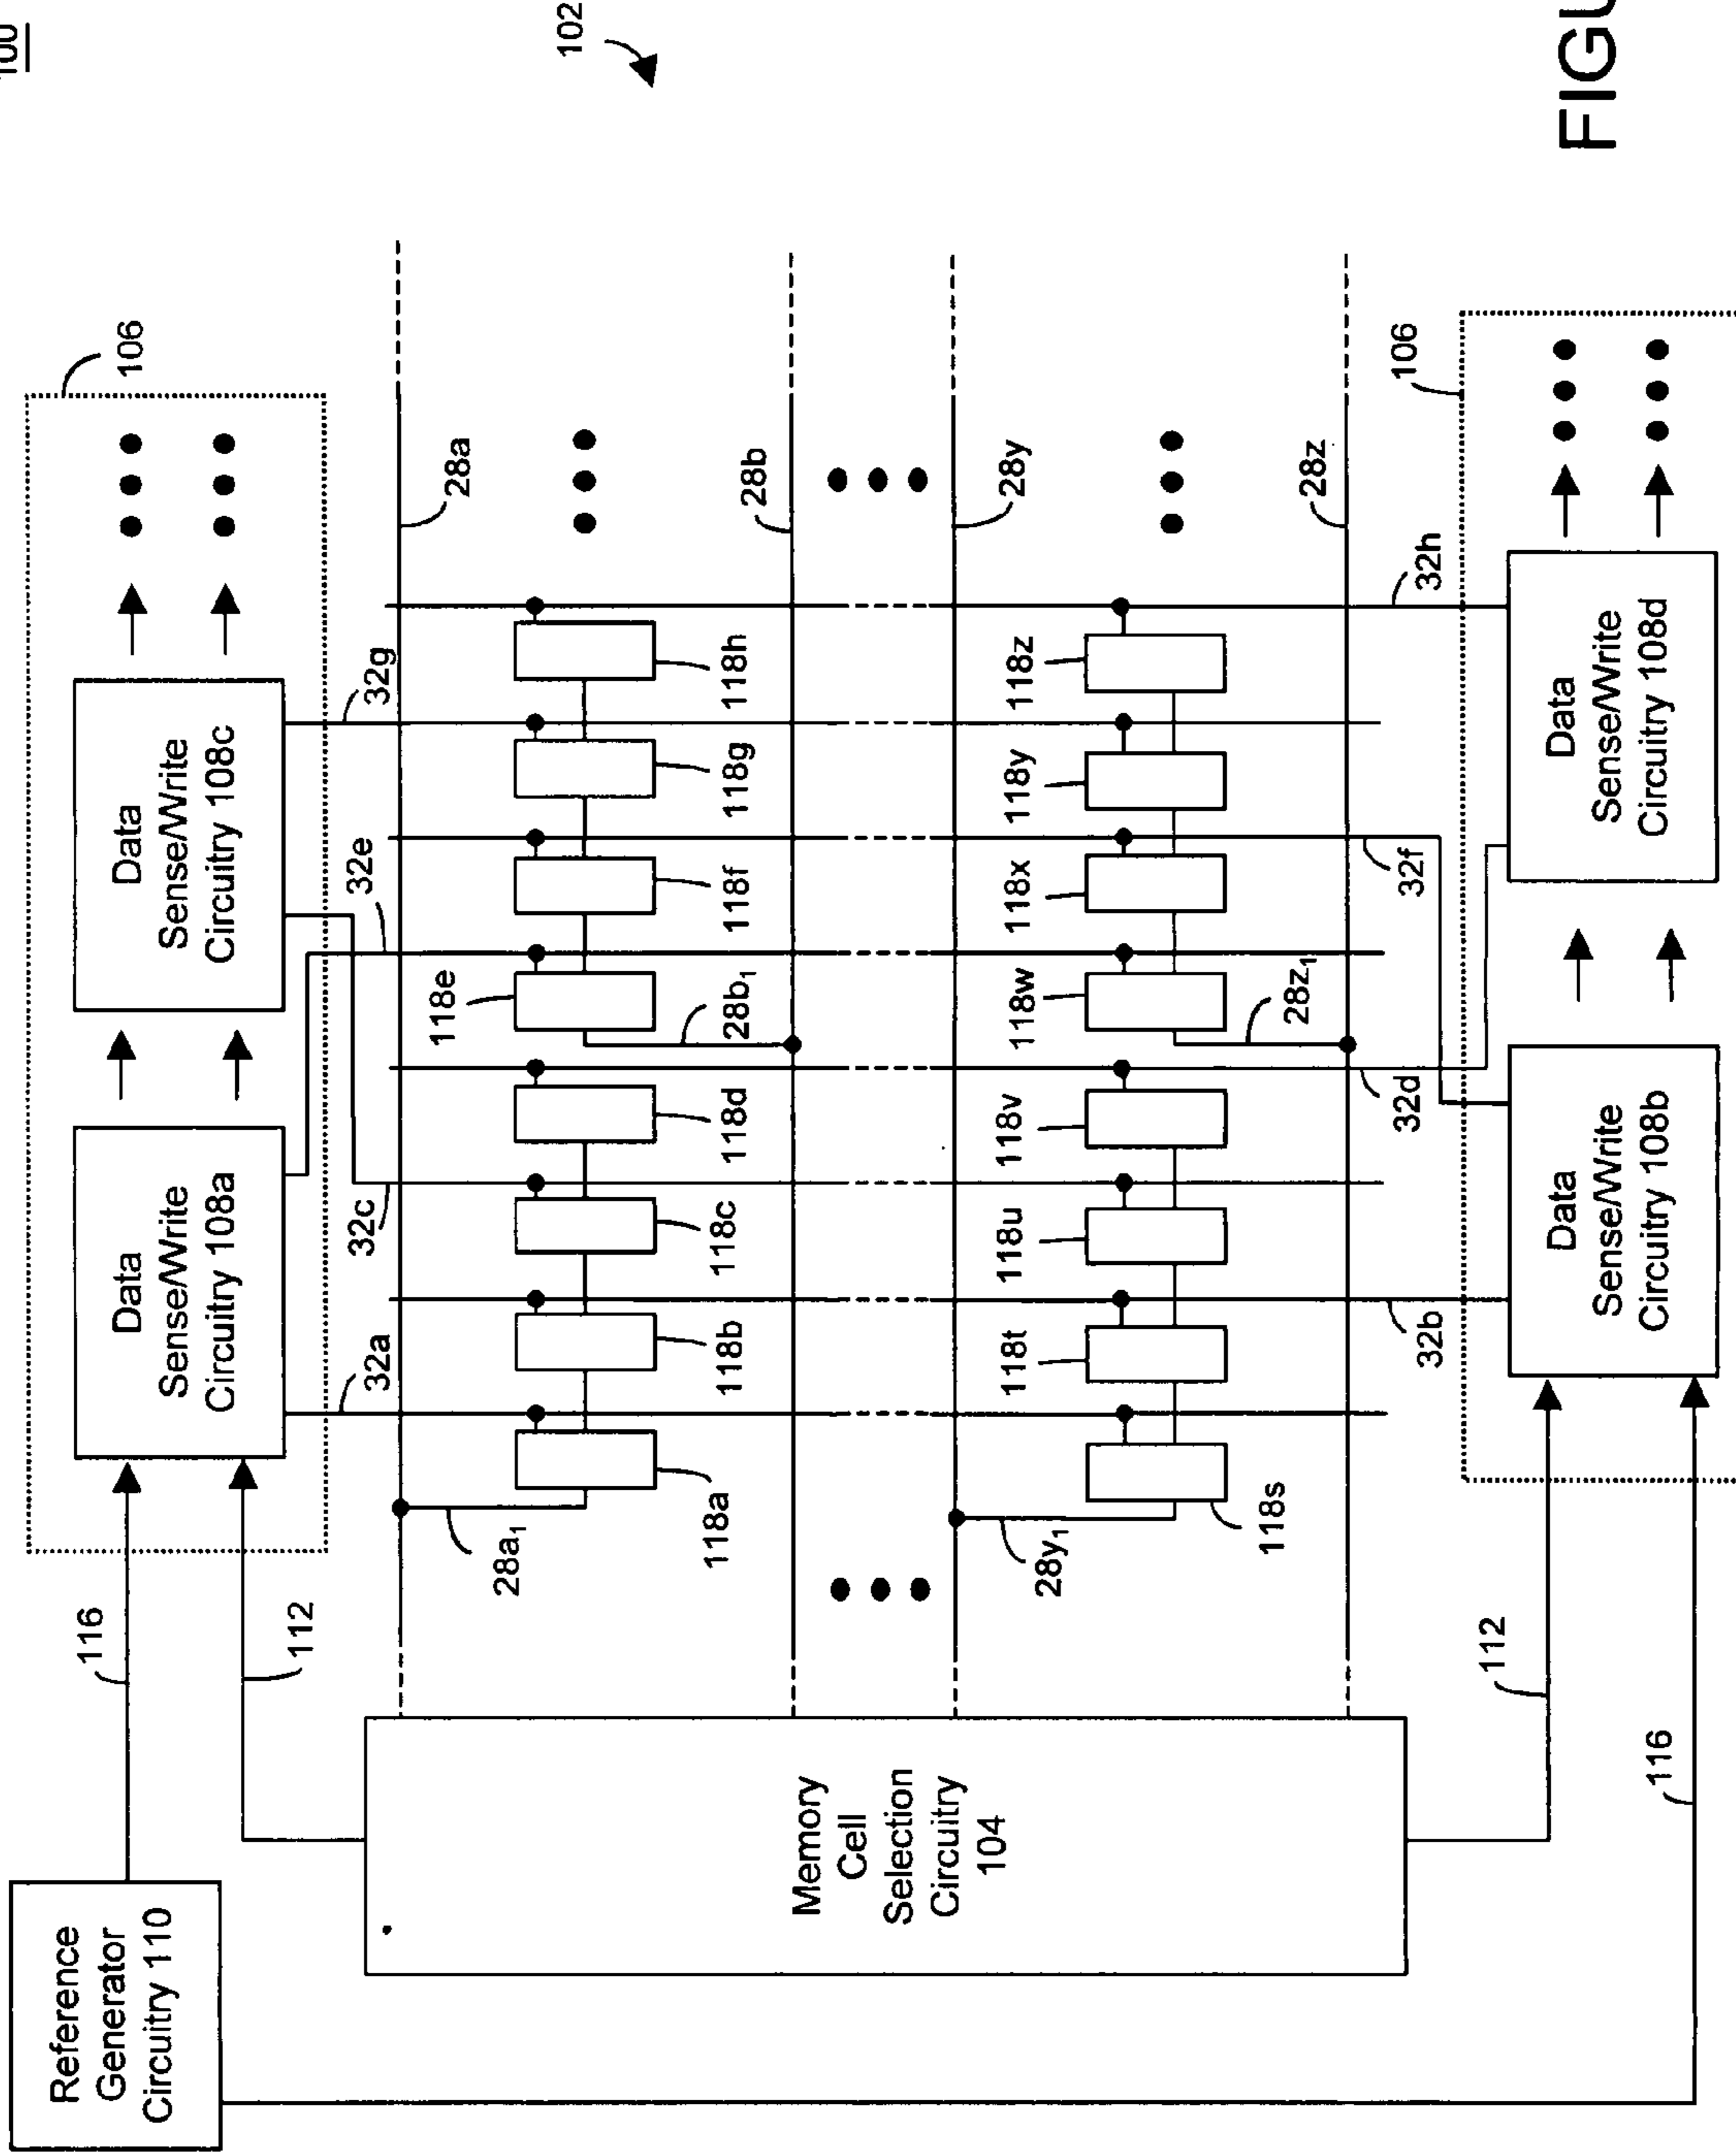 100
Reference
Generator
Circuitry 110
116
112
Data
Sense/Write
Circuitry 108a
Data
Sense/Write
Circuitry 108c
106
32a
32c
32e
32g
28a
28a1
118a
118b
118c
118d
118e
118f
118g
118h
28b1
28b
102
Memory
Cell
Selection
Circuitry
104
28y
28y1
118s
118t
118u
118v
118w
118x
118y
118z
28z1
28z
32b
32d
32f
32h
106
112
116
Data
Sense/Write
Circuitry 108b
Data
Sense/Write
Circuitry 108d
FIGU